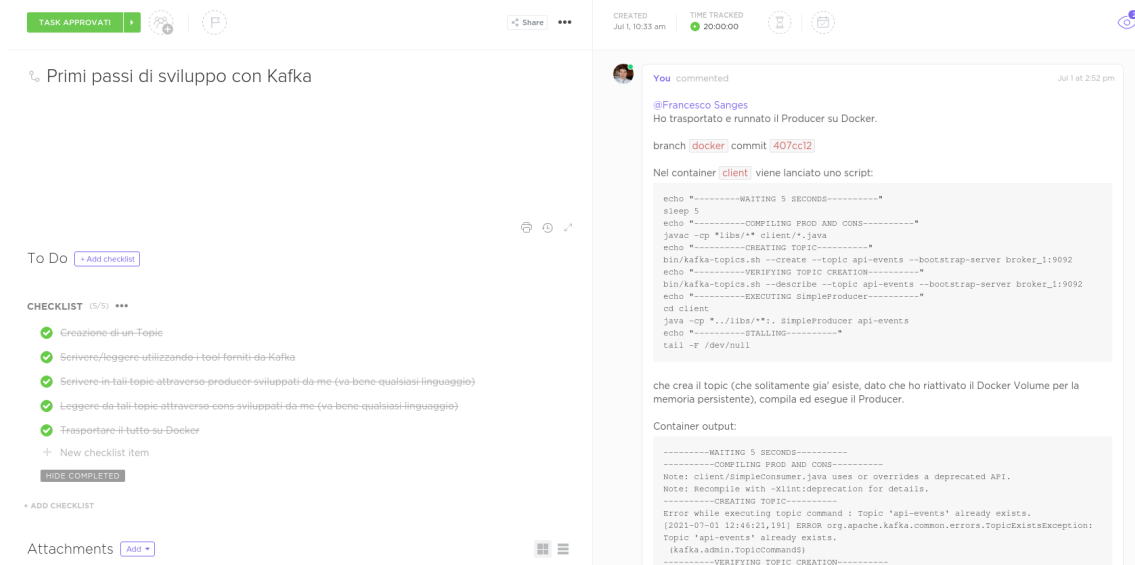 TASK APPROVATI
Share
Primi passi di sviluppo con Kafka
To Do + Add checklist
CHECKLIST (5/5)
Creazione di un Topic
Scrivere/leggere utilizzando i tool forniti da Kafka
Scrivere in tali topic attraverso producer sviluppati da me (va bene qualsiasi linguaggio)
Leggere da tali topic attraverso cons sviluppati da me (va bene qualsiasi linguaggio)
Trasportare il tutto su Docker
+ New checklist item
HIDE COMPLETED
+ ADD CHECKLIST
Attachments Add
CREATED
Jul 1, 10:33 am
TIME TRACKED
20:00:00
You commented
Jul 1 at 2:52 pm
@Francesco Sanges
Ho trasportato e runnato il Producer su Docker.
branch docker commit 407cc12
Nel container client viene lanciato uno script:
echo "---------WAITING 5 SECONDS----------"
sleep 5
echo "----------COMPILING PROD AND CONS----------"
javac -cp "libs/*" client/*.java
echo "----------CREATING TOPIC----------"
bin/kafka-topics.sh --create --topic api-events --bootstrap-server broker_1:9092
echo "----------VERIFYING TOPIC CREATION----------"
bin/kafka-topics.sh --describe --topic api-events --bootstrap-server broker_1:9092
echo "----------EXECUTING SimpleProducer----------"
cd client
java -cp "../libs/*":. SimpleProducer api-events
echo "----------STALLING----------"
tail -F /dev/null
che crea il topic (che solitamente gia' esiste, dato che ho riattivato il Docker Volume per la
memoria persistente), compila ed esegue il Producer.
Container output:
---------WAITING 5 SECONDS----------
----------COMPILING PROD AND CONS----------
Note: client/SimpleConsumer.java uses or overrides a deprecated API.
Note: Recompile with -Xlint:deprecation for details.
----------CREATING TOPIC----------
Error while executing topic command : Topic 'api-events' already exists.
[2021-07-01 12:46:21,191] ERROR org.apache.kafka.common.errors.TopicExistsException:
Topic 'api-events' already exists.
(kafka.admin.TopicCommand$)
----------VERIFYING TOPIC CREATION----------